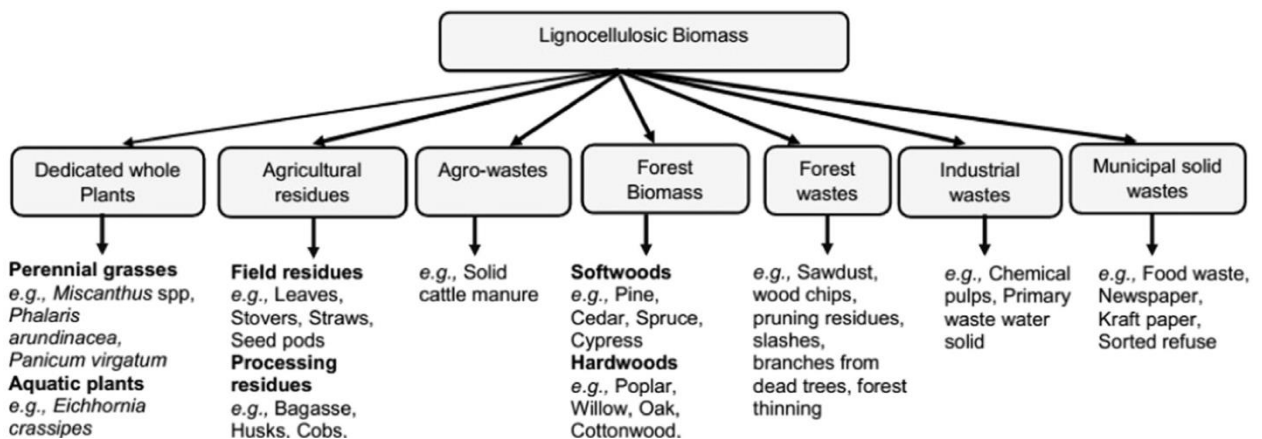 Lignocellulosic Biomass
Dedicated whole
Plants
Agricultural
residues
Agro-wastes
Forest
Biomass
Forest
wastes
Industrial
wastes
Municipal solid
wastes
Perennial grasses
e.g., Miscanthus spp,
Phalaris
arundinacea,
Panicum virgatum
Aquatic plants
e.g., Eichhornia
crassipes
Field residues
e.g., Leaves,
Stovers, Straws,
Seed pods
Processing
residues
e.g., Bagasse,
Husks, Cobs,
e.g., Solid
cattle manure
Softwoods
e.g., Pine,
Cedar, Spruce,
Cypress
Hardwoods
e.g., Poplar,
Willow, Oak,
Cottonwood,
e.g., Sawdust,
wood chips,
pruning residues,
slashes,
branches from
dead trees, forest
thinning
e.g., Chemical
pulps, Primary
waste water
solid
e.g., Food waste,
Newspaper,
Kraft paper,
Sorted refuse